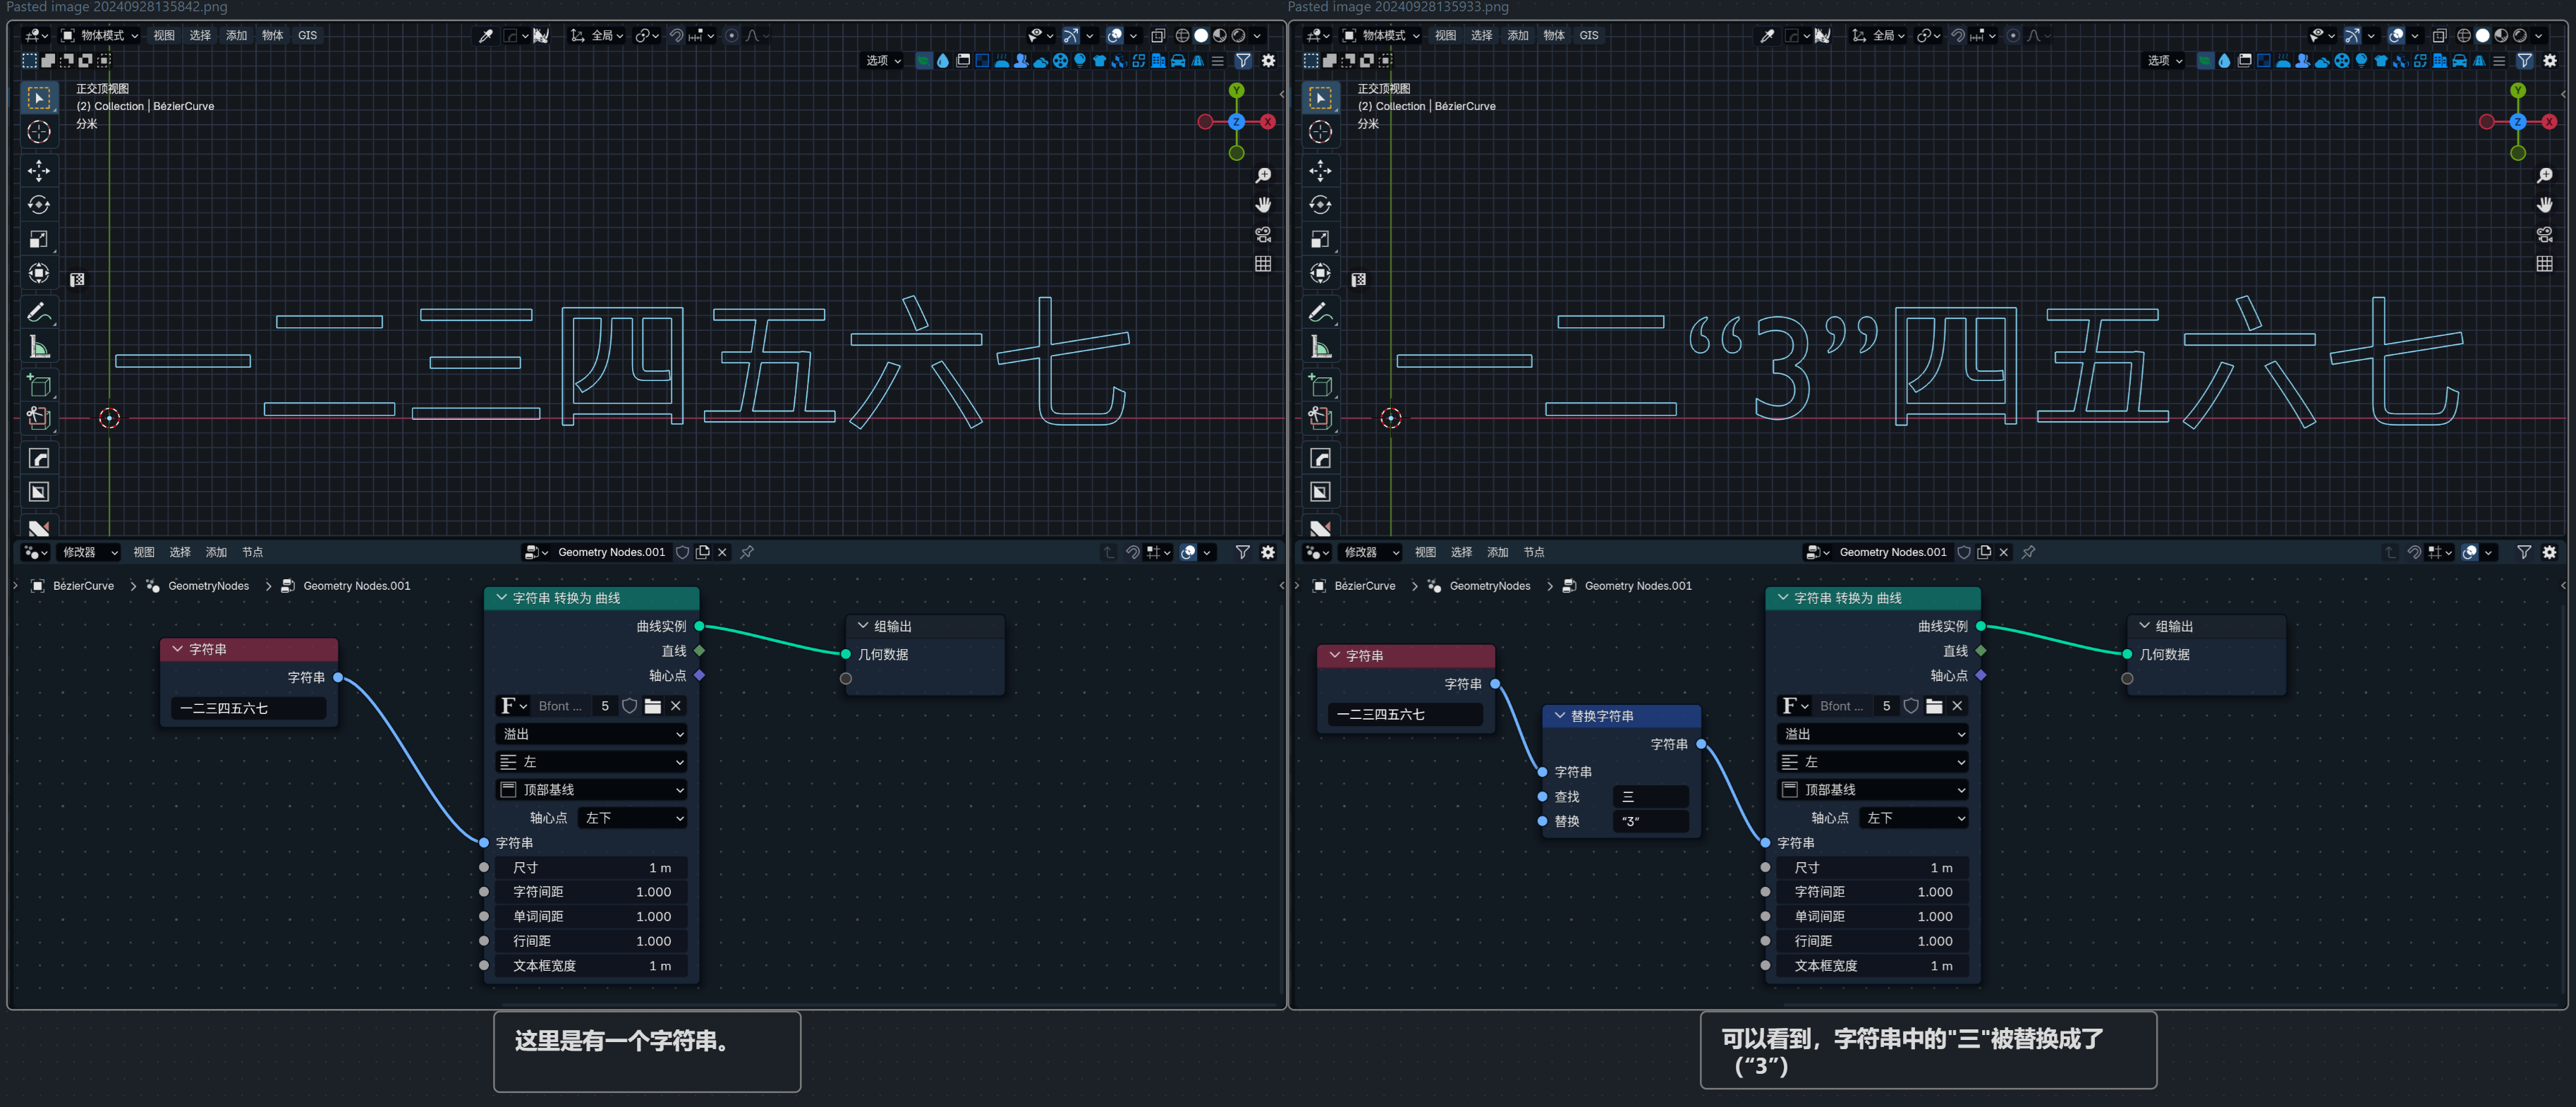 Pasted image 20240928135842.png
物体模式 视图 选择 添加 物体 GIS 全局
选项
正交顶视图
(2) Collection | BézierCurve
分米
Y
Z X
一二三四五六七
修改器 视图 选择 添加 节点 Geometry Nodes.001
BézierCurve GeometryNodes Geometry Nodes.001
字符串
字符串
一二三四五六七
字符串 转换为 曲线
曲线实例
直线
轴心点
F Bfont ... 5
溢出
左
顶部基线
轴心点 左下
字符串
尺寸 1 m
字符间距 1.000
单词间距 1.000
行间距 1.000
文本框宽度 1 m
组输出
几何数据
这里是有一个字符串。
Pasted image 20240928135933.png
物体模式 视图 选择 添加 物体 GIS 全局
选项
正交顶视图
(2) Collection | BézierCurve
分米
Y
Z X
一二“3”四五六七
修改器 视图 选择 添加 节点 Geometry Nodes.001
BézierCurve GeometryNodes Geometry Nodes.001
字符串
字符串
一二三四五六七
替换字符串
字符串
字符串
查找 三
替换 “3”
字符串 转换为 曲线
曲线实例
直线
轴心点
F Bfont ... 5
溢出
左
顶部基线
轴心点 左下
字符串
尺寸 1 m
字符间距 1.000
单词间距 1.000
行间距 1.000
文本框宽度 1 m
组输出
几何数据
可以看到，字符串中的"三"被替换成了
（“3”）